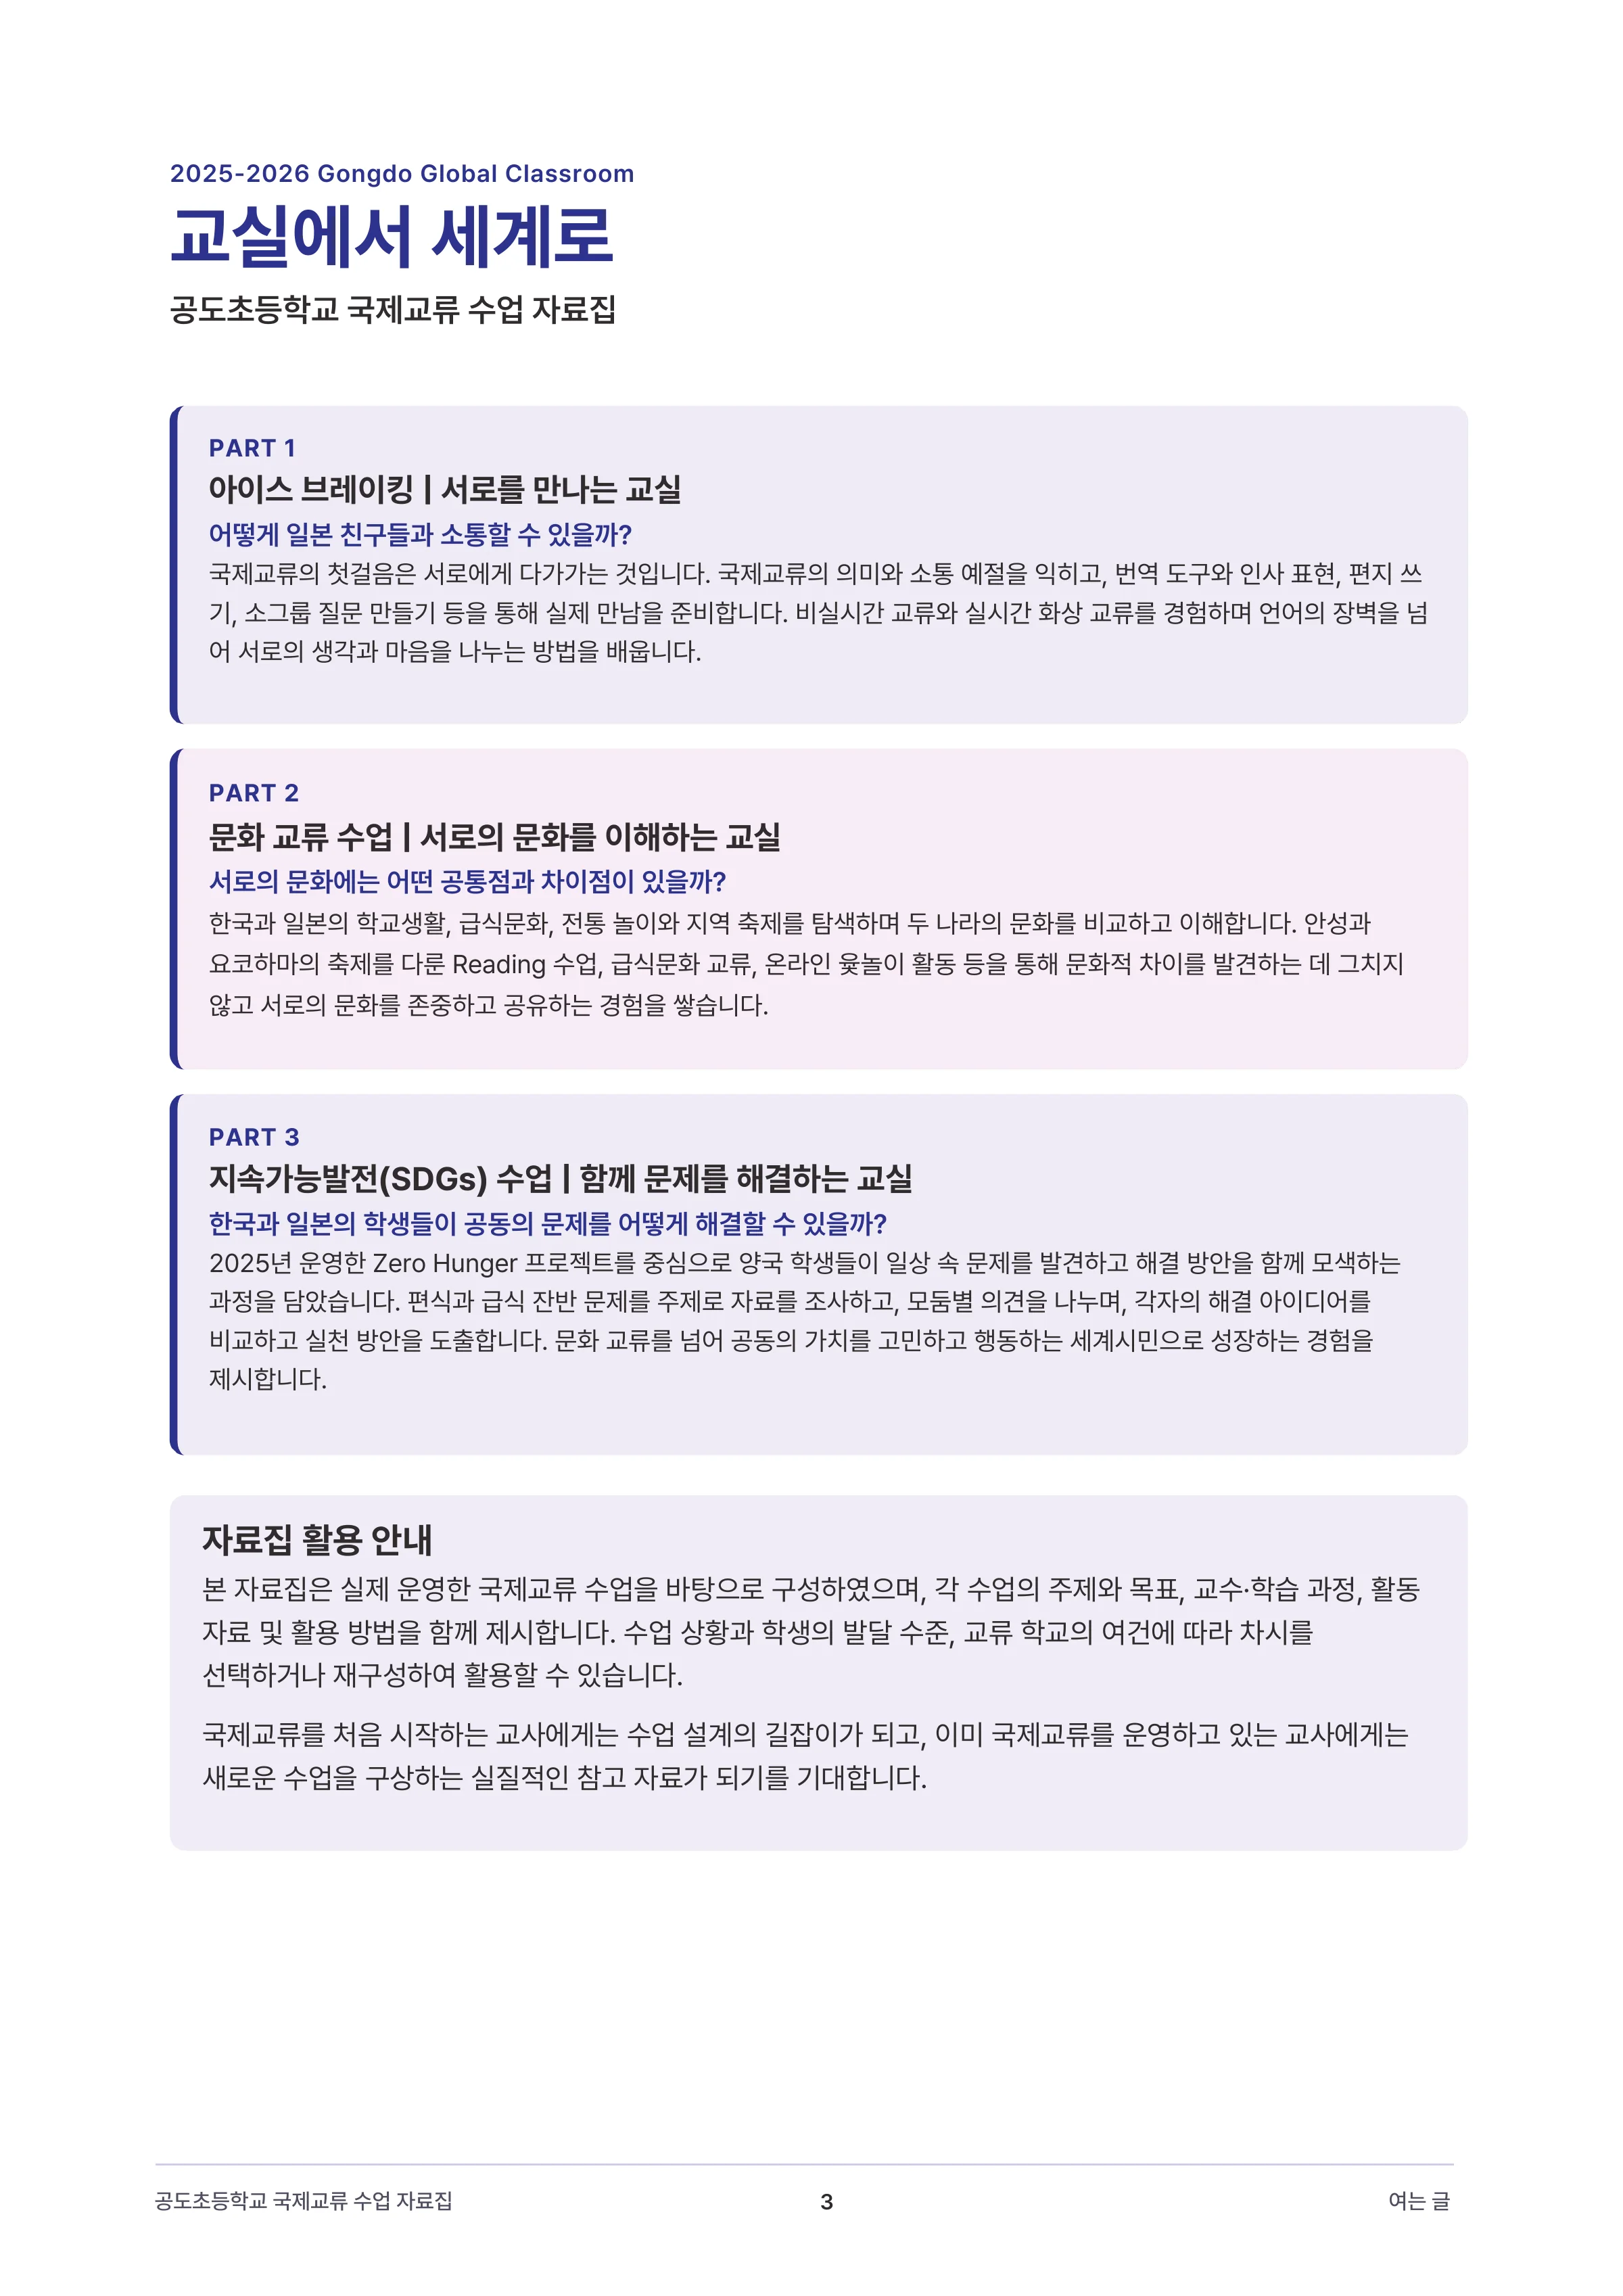 2025-2026 Gongdo Global Classroom
교실에서 세계로
공도초등학교 국제교류 수업 자료집
PART 1
아이스 브레이킹 | 서로를 만나는 교실
어떻게 일본 친구들과 소통할 수 있을까?
국제교류의 첫걸음은 서로에게 다가가는 것입니다. 국제교류의 의미와 소통 예절을 익히고, 번역 도구와 인사 표현, 편지 쓰
기, 소그룹 질문 만들기 등을 통해 실제 만남을 준비합니다. 비실시간 교류와 실시간 화상 교류를 경험하며 언어의 장벽을 넘
어 서로의 생각과 마음을 나누는 방법을 배웁니다.
PART 2
문화 교류 수업 | 서로의 문화를 이해하는 교실
서로의 문화에는 어떤 공통점과 차이점이 있을까?
한국과 일본의 학교생활, 급식문화, 전통 놀이와 지역 축제를 탐색하며 두 나라의 문화를 비교하고 이해합니다. 안성과
요코하마의 축제를 다룬 Reading 수업, 급식문화 교류, 온라인 윷놀이 활동 등을 통해 문화적 차이를 발견하는 데 그치지
않고 서로의 문화를 존중하고 공유하는 경험을 쌓습니다.
PART 3
지속가능발전(SDGs) 수업 | 함께 문제를 해결하는 교실
한국과 일본의 학생들이 공동의 문제를 어떻게 해결할 수 있을까?
2025년 운영한 Zero Hunger 프로젝트를 중심으로 양국 학생들이 일상 속 문제를 발견하고 해결 방안을 함께 모색하는
과정을 담았습니다. 편식과 급식 잔반 문제를 주제로 자료를 조사하고, 모둠별 의견을 나누며, 각자의 해결 아이디어를
비교하고 실천 방안을 도출합니다. 문화 교류를 넘어 공동의 가치를 고민하고 행동하는 세계시민으로 성장하는 경험을
제시합니다.
자료집 활용 안내
본 자료집은 실제 운영한 국제교류 수업을 바탕으로 구성하였으며, 각 수업의 주제와 목표, 교수·학습 과정, 활동
자료 및 활용 방법을 함께 제시합니다. 수업 상황과 학생의 발달 수준, 교류 학교의 여건에 따라 차시를
선택하거나 재구성하여 활용할 수 있습니다.
국제교류를 처음 시작하는 교사에게는 수업 설계의 길잡이가 되고, 이미 국제교류를 운영하고 있는 교사에게는
새로운 수업을 구상하는 실질적인 참고 자료가 되기를 기대합니다.
공도초등학교 국제교류 수업 자료집
3
여는 글